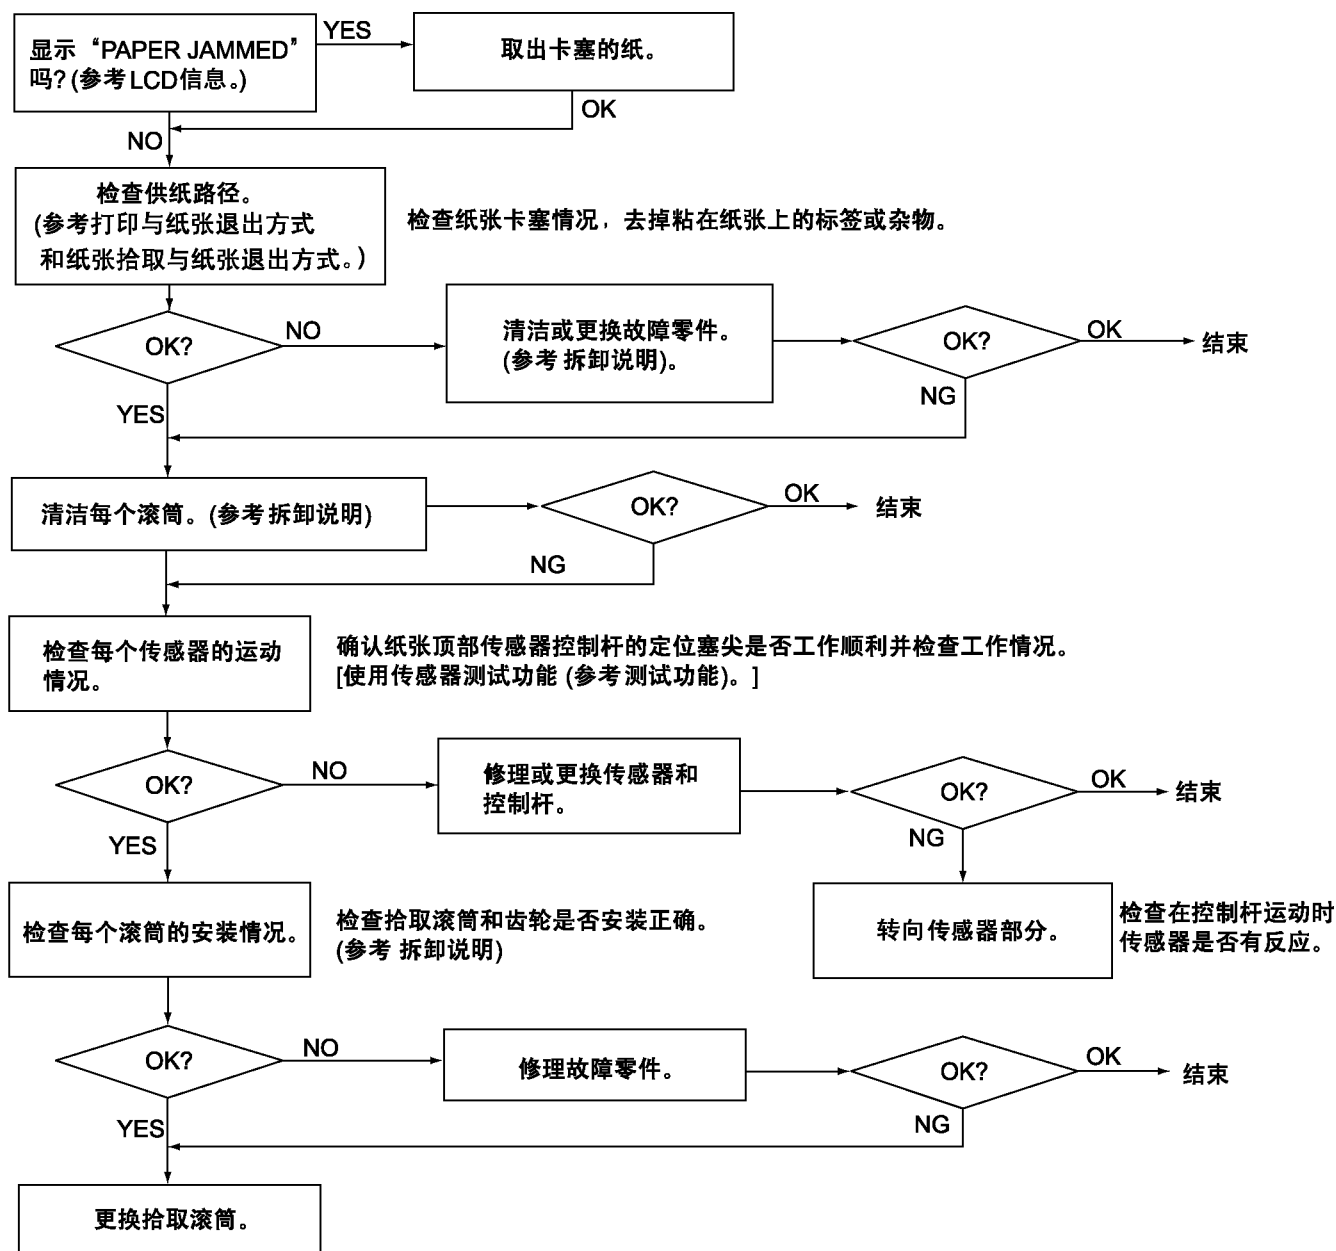 显示“PAPER JAMMED”
吗?(参考LCD信息。)
YES
取出卡塞的纸。
OK
NO
检查供纸路径。
(参考打印与纸张退出方式
和纸张拾取与纸张退出方式。)
检查纸张卡塞情况，去掉粘在纸张上的标签或杂物。
OK?
NO
清洁或更换故障零件。
(参考 拆卸说明)。
OK?
OK
结束
YES
NG
清洁每个滚筒。(参考 拆卸说明)
OK?
OK
结束
NG
检查每个传感器的运动
情况。
确认纸张顶部传感器控制杆的定位塞尖是否工作顺利并检查工作情况。
[使用传感器测试功能 (参考 测试功能)。]
OK?
NO
修理或更换传感器和
控制杆。
OK?
OK
结束
YES
NG
检查每个滚筒的安装情况。
检查拾取滚筒和齿轮是否安装正确。
(参考 拆卸说明)
转向传感器部分。
检查在控制杆运动时
传感器是否有反应。
OK?
NO
修理故障零件。
OK?
OK
结束
YES
NG
更换拾取滚筒。